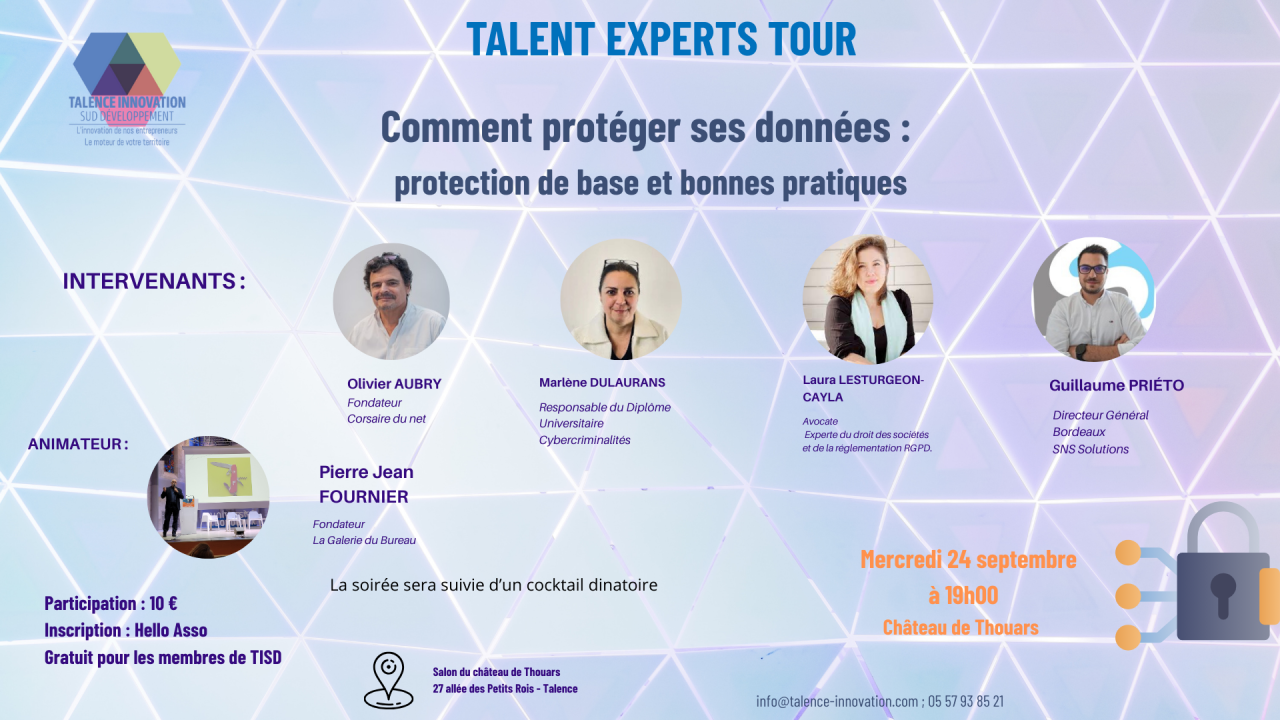 TALENT EXPERTS TOUR
TALENCE INNOVATION
SUD DÉVELOPPEMENT
L'innovation de nos entrepreneurs
Le moteur de votre territoire
Comment protéger ses données :
protection de base et bonnes pratiques
INTERVENANTS :
Olivier AUBRY
Fondateur
Corsaire du net
Marlène DULAURANS
Responsable du Diplôme
Universitaire
Cybercriminalités
Laura LESTURGEON-
CAYLA
Avocate
Experte du droit des sociétés
et de la réglementation RGPD.
Guillaume PRIÉTO
Directeur Général
Bordeaux
SNS Solutions
ANIMATEUR :
Pierre Jean
FOURNIER
Fondateur
La Galerie du Bureau
La soirée sera suivie d’un cocktail dinatoire
Mercredi 24 septembre
à 19h00
Château de Thouars
Participation : 10 €
Inscription : Hello Asso
Gratuit pour les membres de TISD
Salon du château de Thouars
27 allée des Petits Rois - Talence
info@talence-innovation.com ; 05 57 93 85 21